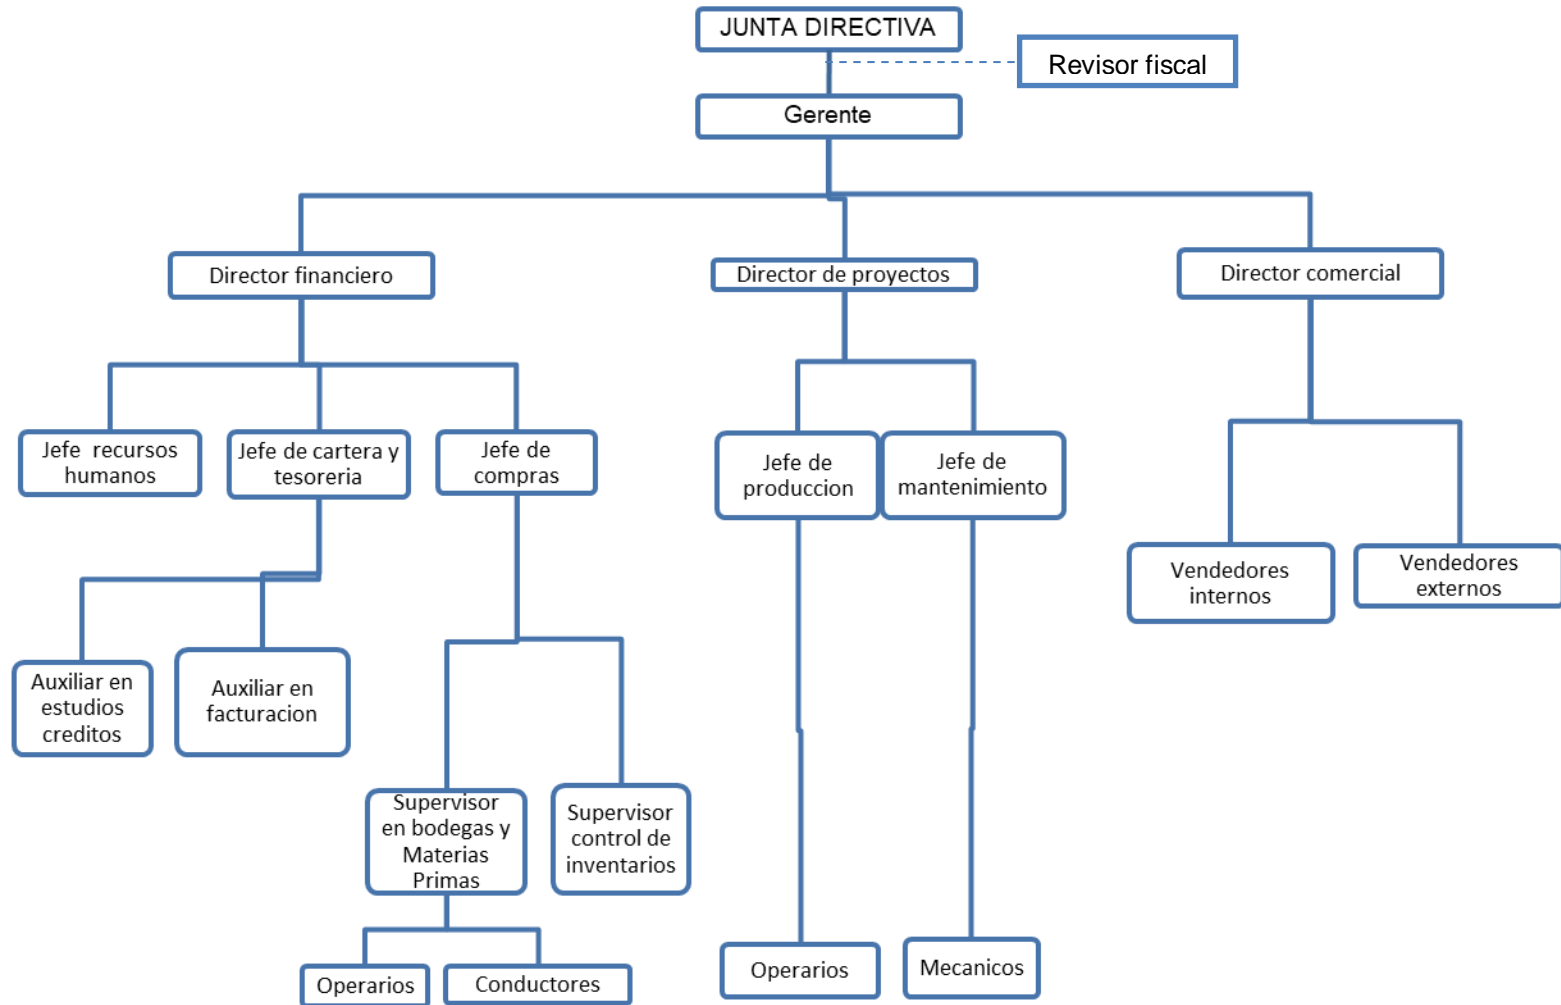 JUNTA DIRECTIVA
Revisor fiscal
Gerente
Director financiero
Director de proyectos
Director comercial
Jefe recursos
humanos
Jefe de cartera y
tesoreria
Jefe de
compras
Jefe de
produccion
Jefe de
mantenimiento
Vendedores
internos
Vendedores
externos
Auxiliar en
estudios
creditos
Auxiliar en
facturacion
Supervisor
en bodegas y
Materias
Primas
Supervisor
control de
inventarios
Operarios
Conductores
Operarios
Mecanicos